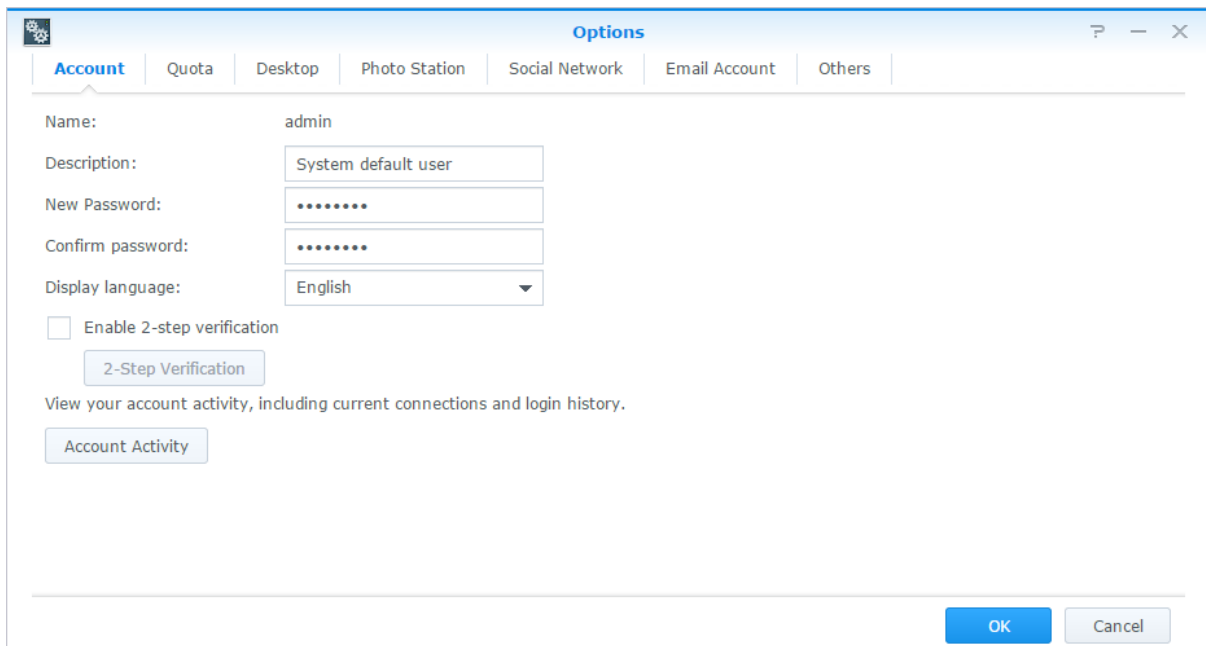 Options
Account Quota Desktop Photo Station Social Network Email Account Others
Name: admin
Description: System default user
New Password: ••••••••
Confirm password: ••••••••
Display language: English
Enable 2-step verification
2-Step Verification
View your account activity, including current connections and login history.
Account Activity
OK Cancel